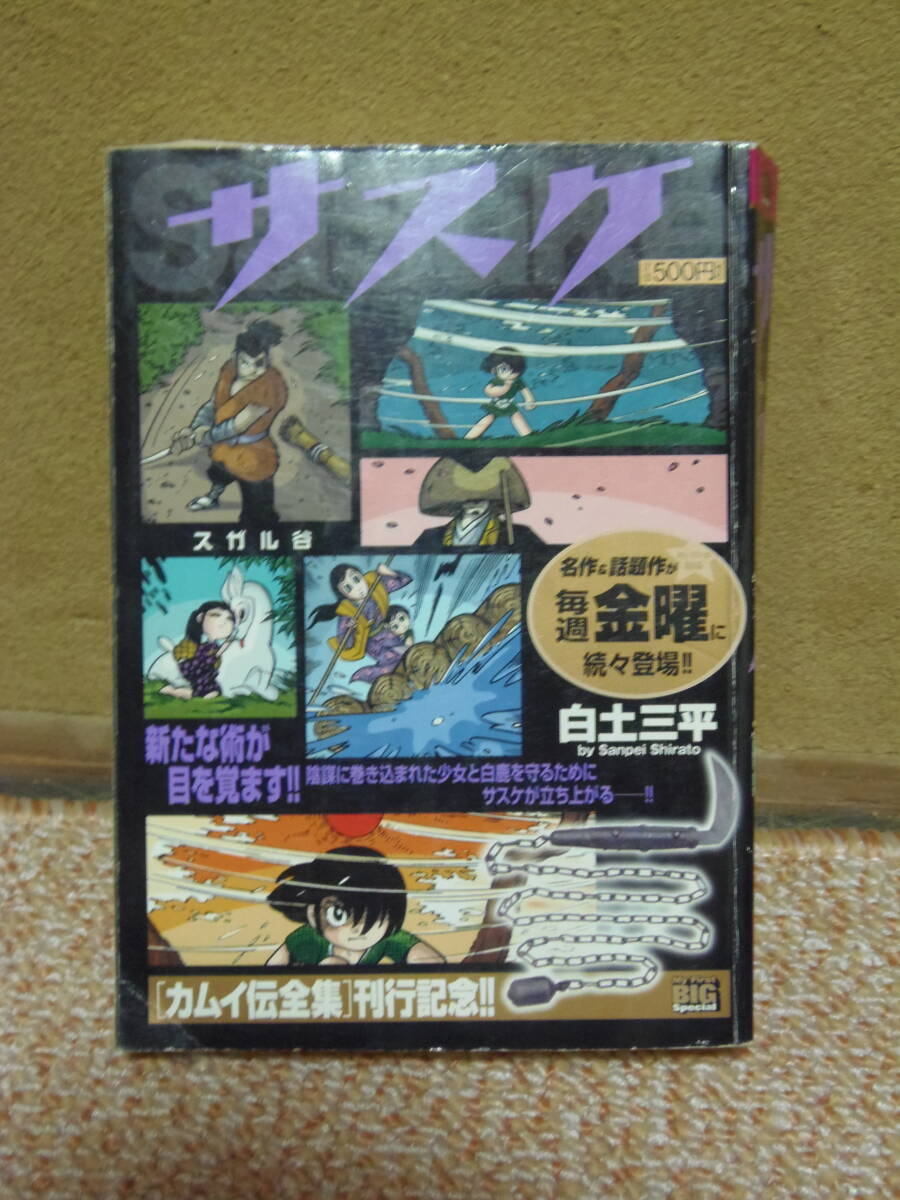 サスケ
500円
スガル谷
名作&話題作が
毎週金曜に
続々登場!!
白土三平
by Sanpei Shirato
新たな術が
目を覚ます!!
陰謀に巻き込まれた少女と白鹿を守るために
サスケが立ち上がる――!!
[カムイ伝全集]刊行記念!!
My First
BIG
Special